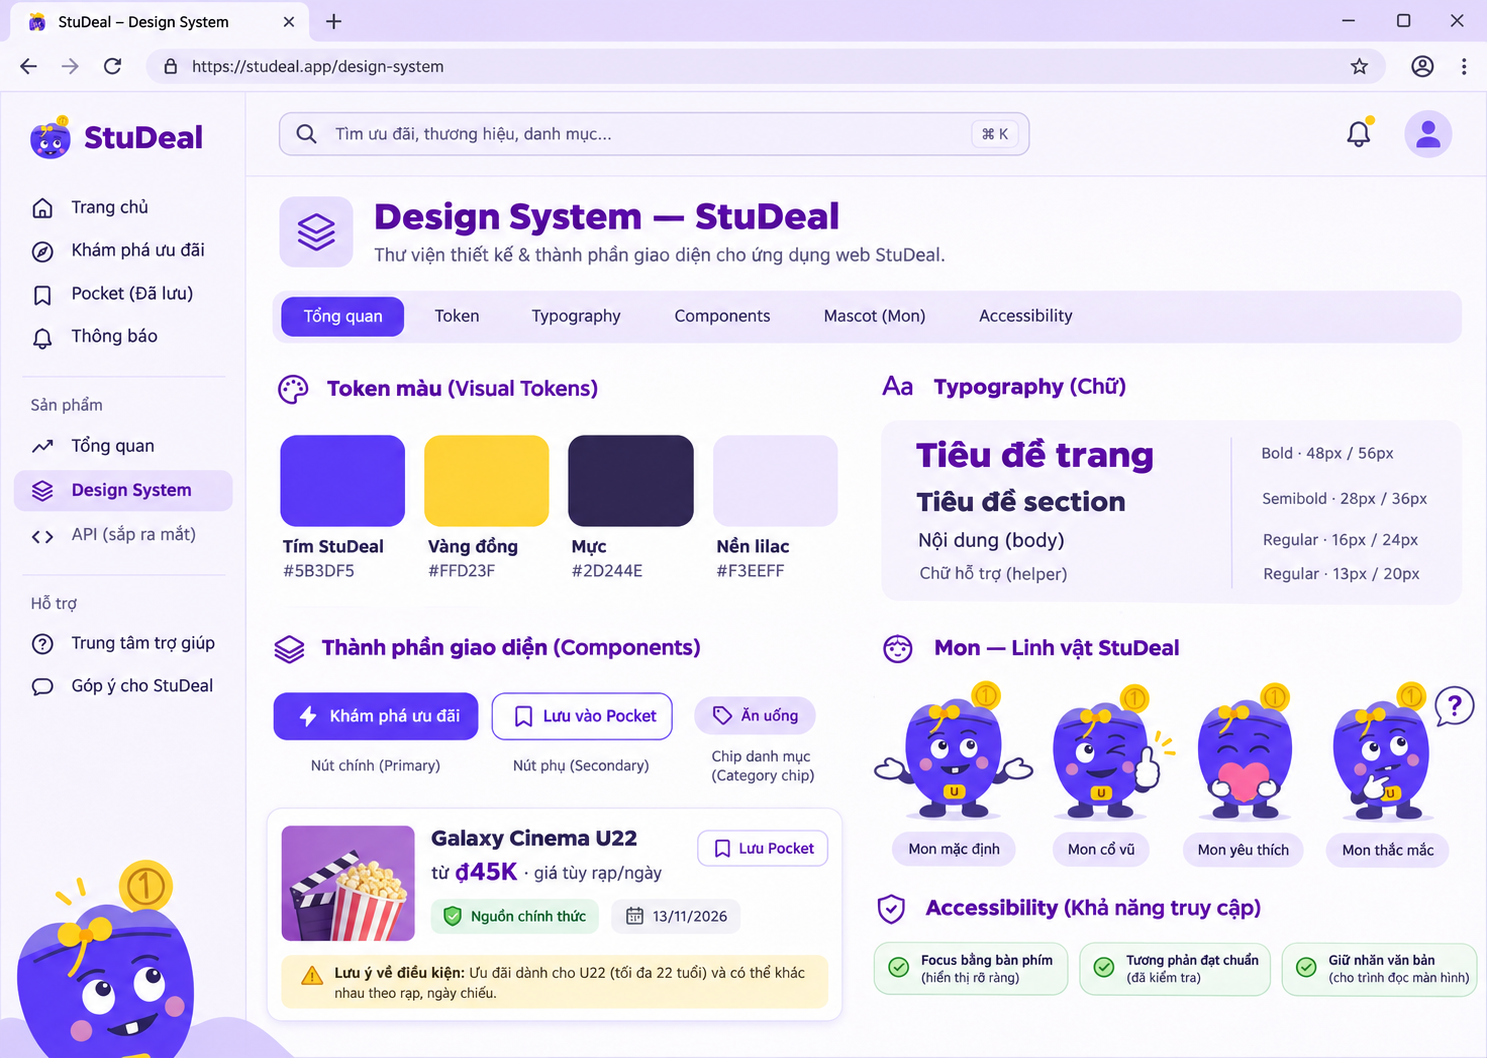 StuDeal – Design System
https://studeal.app/design-system
StuDeal
Tìm ưu đãi, thương hiệu, danh mục...
⌘ K
Trang chủ
Khám phá ưu đãi
Pocket (Đã lưu)
Thông báo
Sản phẩm
Tổng quan
Design System
API (sắp ra mắt)
Hỗ trợ
Trung tâm trợ giúp
Góp ý cho StuDeal
1
Design System — StuDeal
Thư viện thiết kế & thành phần giao diện cho ứng dụng web StuDeal.
Tổng quan
Token
Typography
Components
Mascot (Mon)
Accessibility
Token màu (Visual Tokens)
Tím StuDeal
#5B3DF5
Vàng đồng
#FFD23F
Mực
#2D244E
Nền lilac
#F3EEFF
Aa Typography (Chữ)
Tiêu đề trang
Bold · 48px / 56px
Tiêu đề section
Semibold · 28px / 36px
Nội dung (body)
Regular · 16px / 24px
Chữ hỗ trợ (helper)
Regular · 13px / 20px
Thành phần giao diện (Components)
Khám phá ưu đãi
Nút chính (Primary)
Lưu vào Pocket
Nút phụ (Secondary)
Ăn uống
Chip danh mục
(Category chip)
Galaxy Cinema U22
Lưu Pocket
từ ₫45K · giá tùy rạp/ngày
Nguồn chính thức
13/11/2026
Lưu ý về điều kiện: Ưu đãi dành cho U22 (tối đa 22 tuổi) và có thể khác
nhau theo rạp, ngày chiếu.
Mon — Linh vật StuDeal
1
U
Mon mặc định
1
U
Mon cổ vũ
1
Mon yêu thích
1
?
U
Mon thắc mắc
Accessibility (Khả năng truy cập)
Focus bằng bàn phím
(hiển thị rõ ràng)
Tương phản đạt chuẩn
(đã kiểm tra)
Giữ nhãn văn bản
(cho trình đọc màn hình)